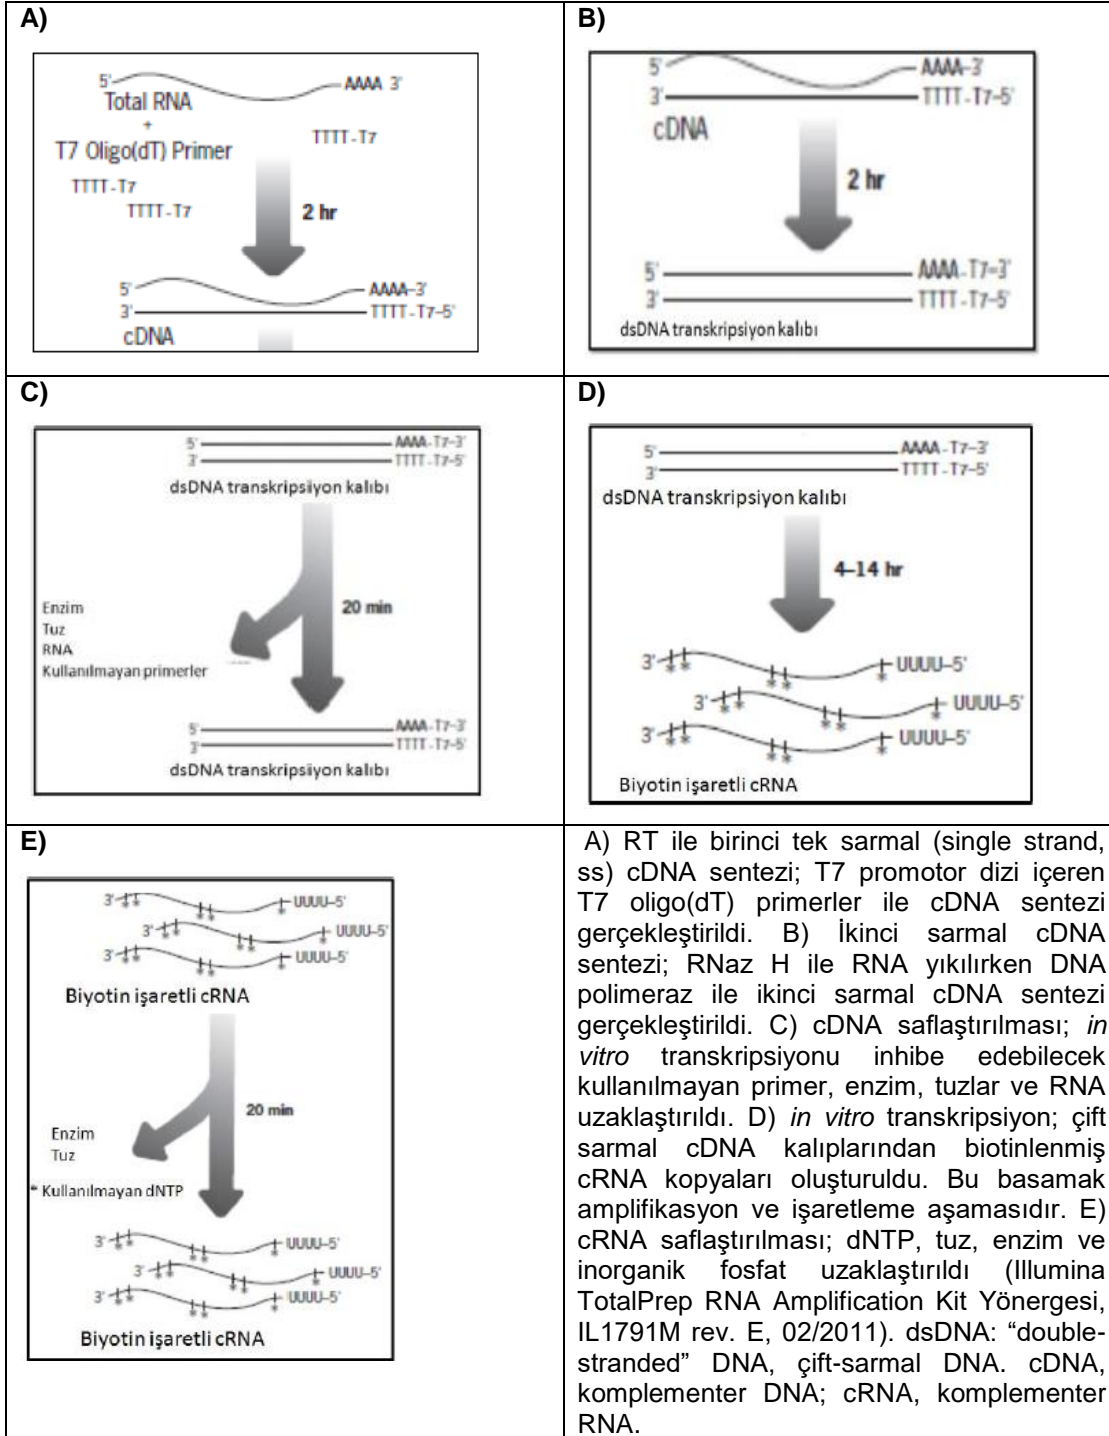 A)
5'
AAAA 3'
Total RNA
+
T7 Oligo(dT) Primer
TTTT-T7
TTTT-T7
TTTT-T7
2 hr
5'
AAAA-3'
3'
TTTT-T7-5'
cDNA
B)
5'
AAAA-3'
3'
TTTT-T7-5'
cDNA
2 hr
5'
AAAA-T7-3'
3'
TTTT-T7-5'
dsDNA transkripsiyon kalıbı
C)
5'
AAAA-T7-3'
3'
TTTT-T7-5'
dsDNA transkripsiyon kalıbı
20 min
Enzim
Tuz
RNA
Kullanılmayan primerler
5'
AAAA-T7-3'
3'
TTTT-T7-5'
dsDNA transkripsiyon kalıbı
D)
5'
AAAA-T7-3'
3'
TTTT-T7-5'
dsDNA transkripsiyon kalıbı
4–14 hr
3'
UUUU-5'
3'
UUUU-5'
3'
UUUU-5'
Biyotin işaretli cRNA
E)
3'
UUUU-5'
3'
UUUU-5'
3'
UUUU-5'
Biyotin işaretli cRNA
20 min
Enzim
Tuz
* Kullanılmayan dNTP
3'
UUUU-5'
3'
UUUU-5'
3'
UUUU-5'
Biyotin işaretli cRNA
A) RT ile birinci tek sarmal (single strand,
ss) cDNA sentezi; T7 promotor dizi içeren
T7 oligo(dT) primerler ile cDNA sentezi
gerçekleştirildi. B) İkinci sarmal cDNA
sentezi; RNaz H ile RNA yıkılırken DNA
polimeraz ile ikinci sarmal cDNA sentezi
gerçekleştirildi. C) cDNA saflaştırılması; in
vitro transkripsiyonu inhibe edebilecek
kullanılmayan primer, enzim, tuzlar ve RNA
uzaklaştırıldı. D) in vitro transkripsiyon; çift
sarmal cDNA kalıplarından biotinlenmiş
cRNA kopyaları oluşturuldu. Bu basamak
amplifikasyon ve işaretleme aşamasıdır. E)
cRNA saflaştırılması; dNTP, tuz, enzim ve
inorganik fosfat uzaklaştırıldı (Illumina
TotalPrep RNA Amplification Kit Yönergesi,
IL1791M rev. E, 02/2011). dsDNA: “double-
stranded” DNA, çift-sarmal DNA. cDNA,
komplementer DNA; cRNA, komplementer
RNA.